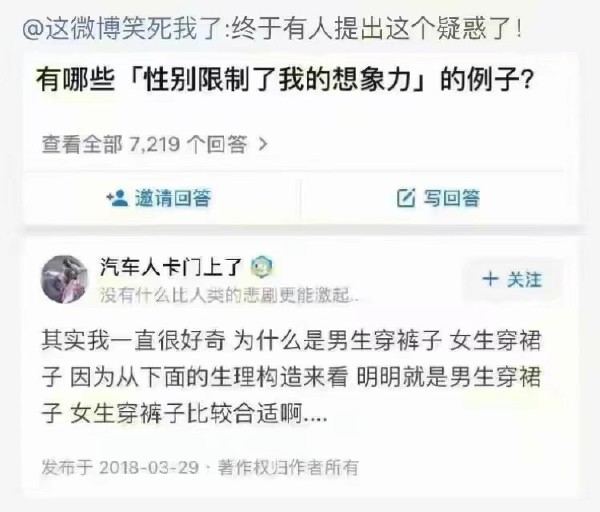 @这微博笑死我了:终于有人提出这个疑惑了！
有哪些「性别限制了我的想象力」的例子?
查看全部 7,219 个回答 >
邀请回答
写回答
汽车人卡门上了
+ 关注
没有什么比人类的悲剧更能激起..
其实我一直很好奇 为什么是男生穿裤子 女生穿裙
子 因为从下面的生理构造来看 明明就是男生穿裙
子 女生穿裤子比较合适啊....
发布于 2018-03-29 · 著作权归作者所有